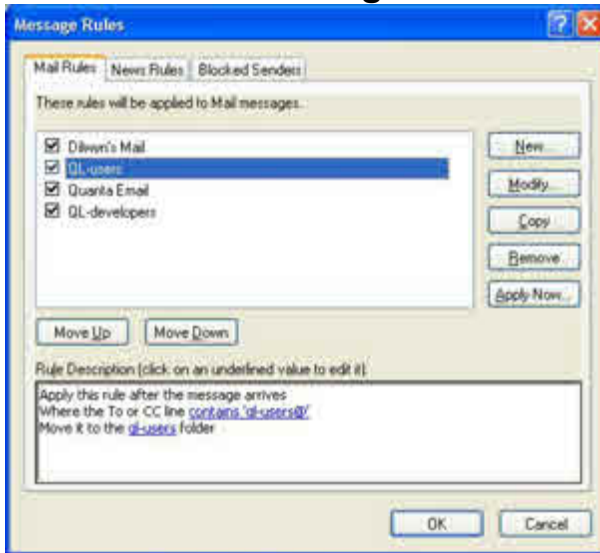 Message Rules
Mail Rules News Rules Blocked Senders
These rules will be applied to Mail messages.
Dilwyn's Mail
QL-users
Quanta Email
QL-developers
New...
Modify...
Copy
Remove
Apply Now...
Move Up Move Down
Rule Description (click on an underlined value to edit it):
Apply this rule after the message arrives
Where the To or CC line contains 'ql-users@'
Move it to the ql-users folder
OK Cancel